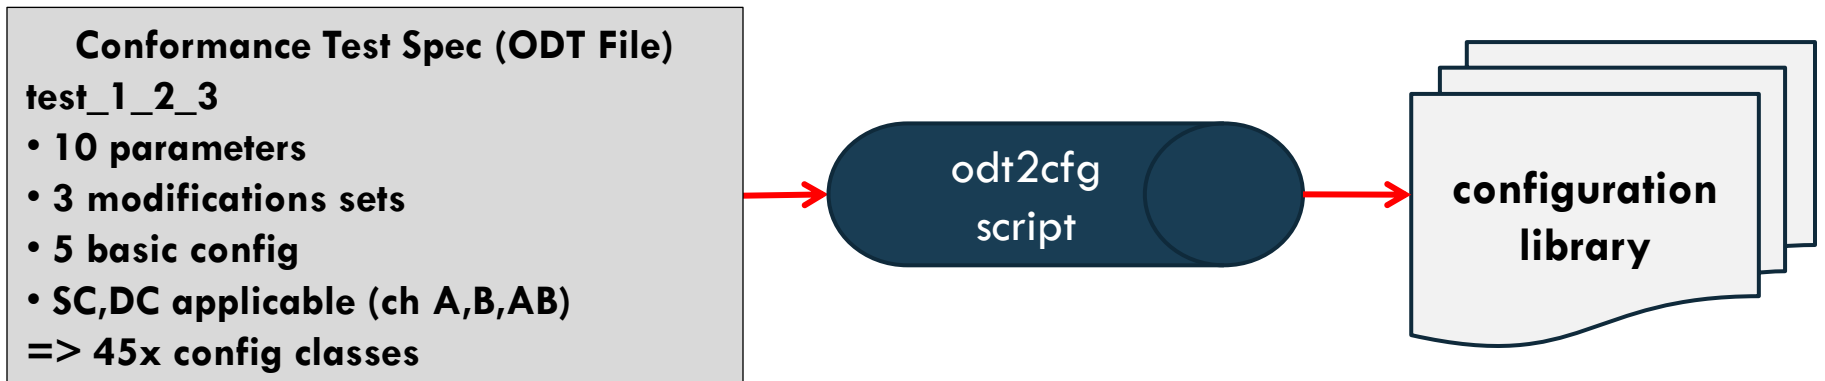 Conformance Test Spec (ODT File)
test_1_2_3
• 10 parameters
• 3 modifications sets
• 5 basic config
• SC,DC applicable (ch A,B,AB)
=> 45x config classes
odt2cfg
script
configuration
library